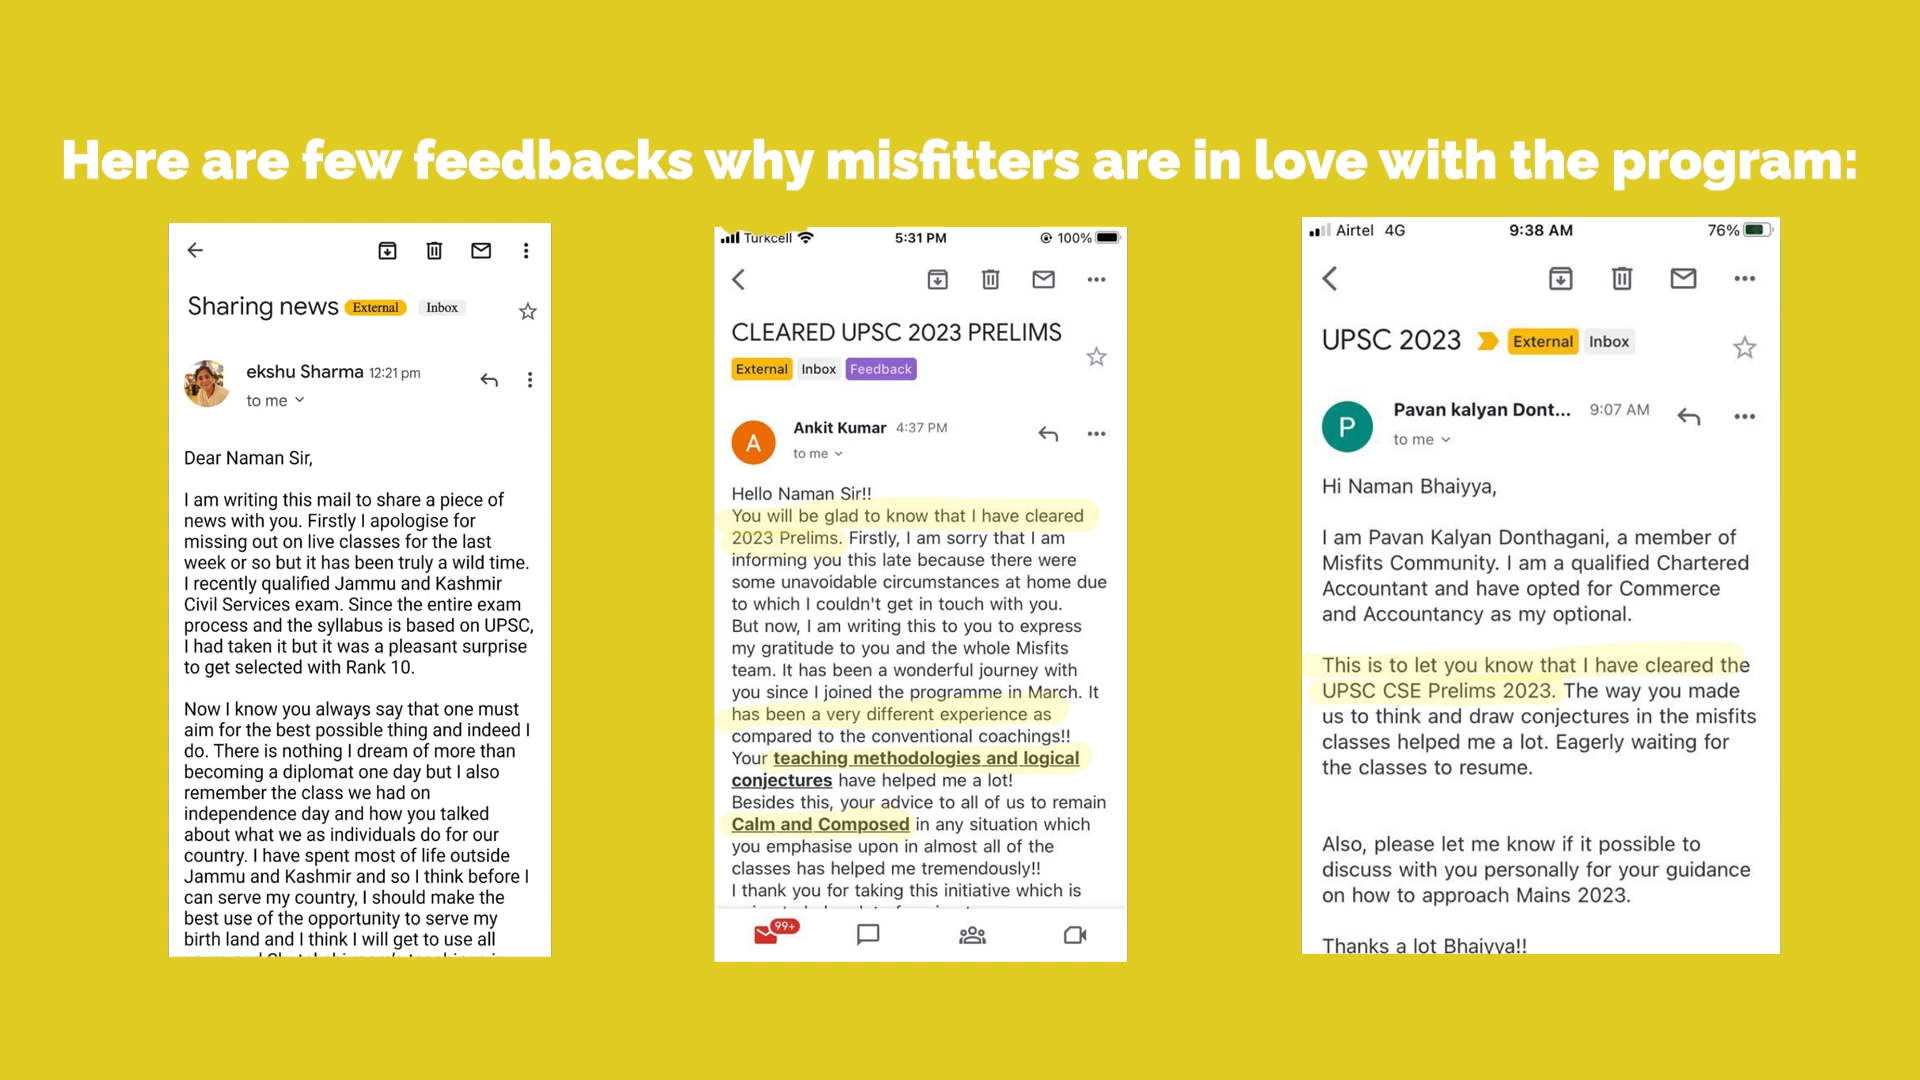 Here are few feedbacks why misfitters are in love with the program:
Sharing news External Inbox
ekshu Sharma 12:21 pm
to me
Dear Naman Sir,
I am writing this mail to share a piece of
news with you. Firstly I apologise for
missing out on live classes for the last
week or so but it has been truly a wild time.
I recently qualified Jammu and Kashmir
Civil Services exam. Since the entire exam
process and the syllabus is based on UPSC,
I had taken it but it was a pleasant surprise
to get selected with Rank 10.
Now I know you always say that one must
aim for the best possible thing and indeed I
do. There is nothing I dream of more than
becoming a diplomat one day but I also
remember the class we had on
independence day and how you talked
about what we as individuals do for our
country. I have spent most of life outside
Jammu and Kashmir and so I think before I
can serve my country, I should make the
best use of the opportunity to serve my
birth land and I think I will get to use all
Turkcell 5:31 PM 100%
CLEARED UPSC 2023 PRELIMS
External Inbox Feedback
A
Ankit Kumar 4:37 PM
to me
Hello Naman Sir!!
You will be glad to know that I have cleared
2023 Prelims. Firstly, I am sorry that I am
informing you this late because there were
some unavoidable circumstances at home due
to which I couldn't get in touch with you.
But now, I am writing this to you to express
my gratitude to you and the whole Misfits
team. It has been a wonderful journey with
you since I joined the programme in March. It
has been a very different experience as
compared to the conventional coachings!!
Your teaching methodologies and logical
conjectures have helped me a lot!
Besides this, your advice to all of us to remain
Calm and Composed in any situation which
you emphasise upon in almost all of the
classes has helped me tremendously!!
I thank you for taking this initiative which is
99+
Airtel 4G 9:38 AM 76%
UPSC 2023 External Inbox
P
Pavan kalyan Dont... 9:07 AM
to me
Hi Naman Bhaiyya,
I am Pavan Kalyan Donthagani, a member of
Misfits Community. I am a qualified Chartered
Accountant and have opted for Commerce
and Accountancy as my optional.
This is to let you know that I have cleared the
UPSC CSE Prelims 2023. The way you made
us to think and draw conjectures in the misfits
classes helped me a lot. Eagerly waiting for
the classes to resume.
Also, please let me know if it possible to
discuss with you personally for your guidance
on how to approach Mains 2023.
Thanks a lot Bhaiyya!!